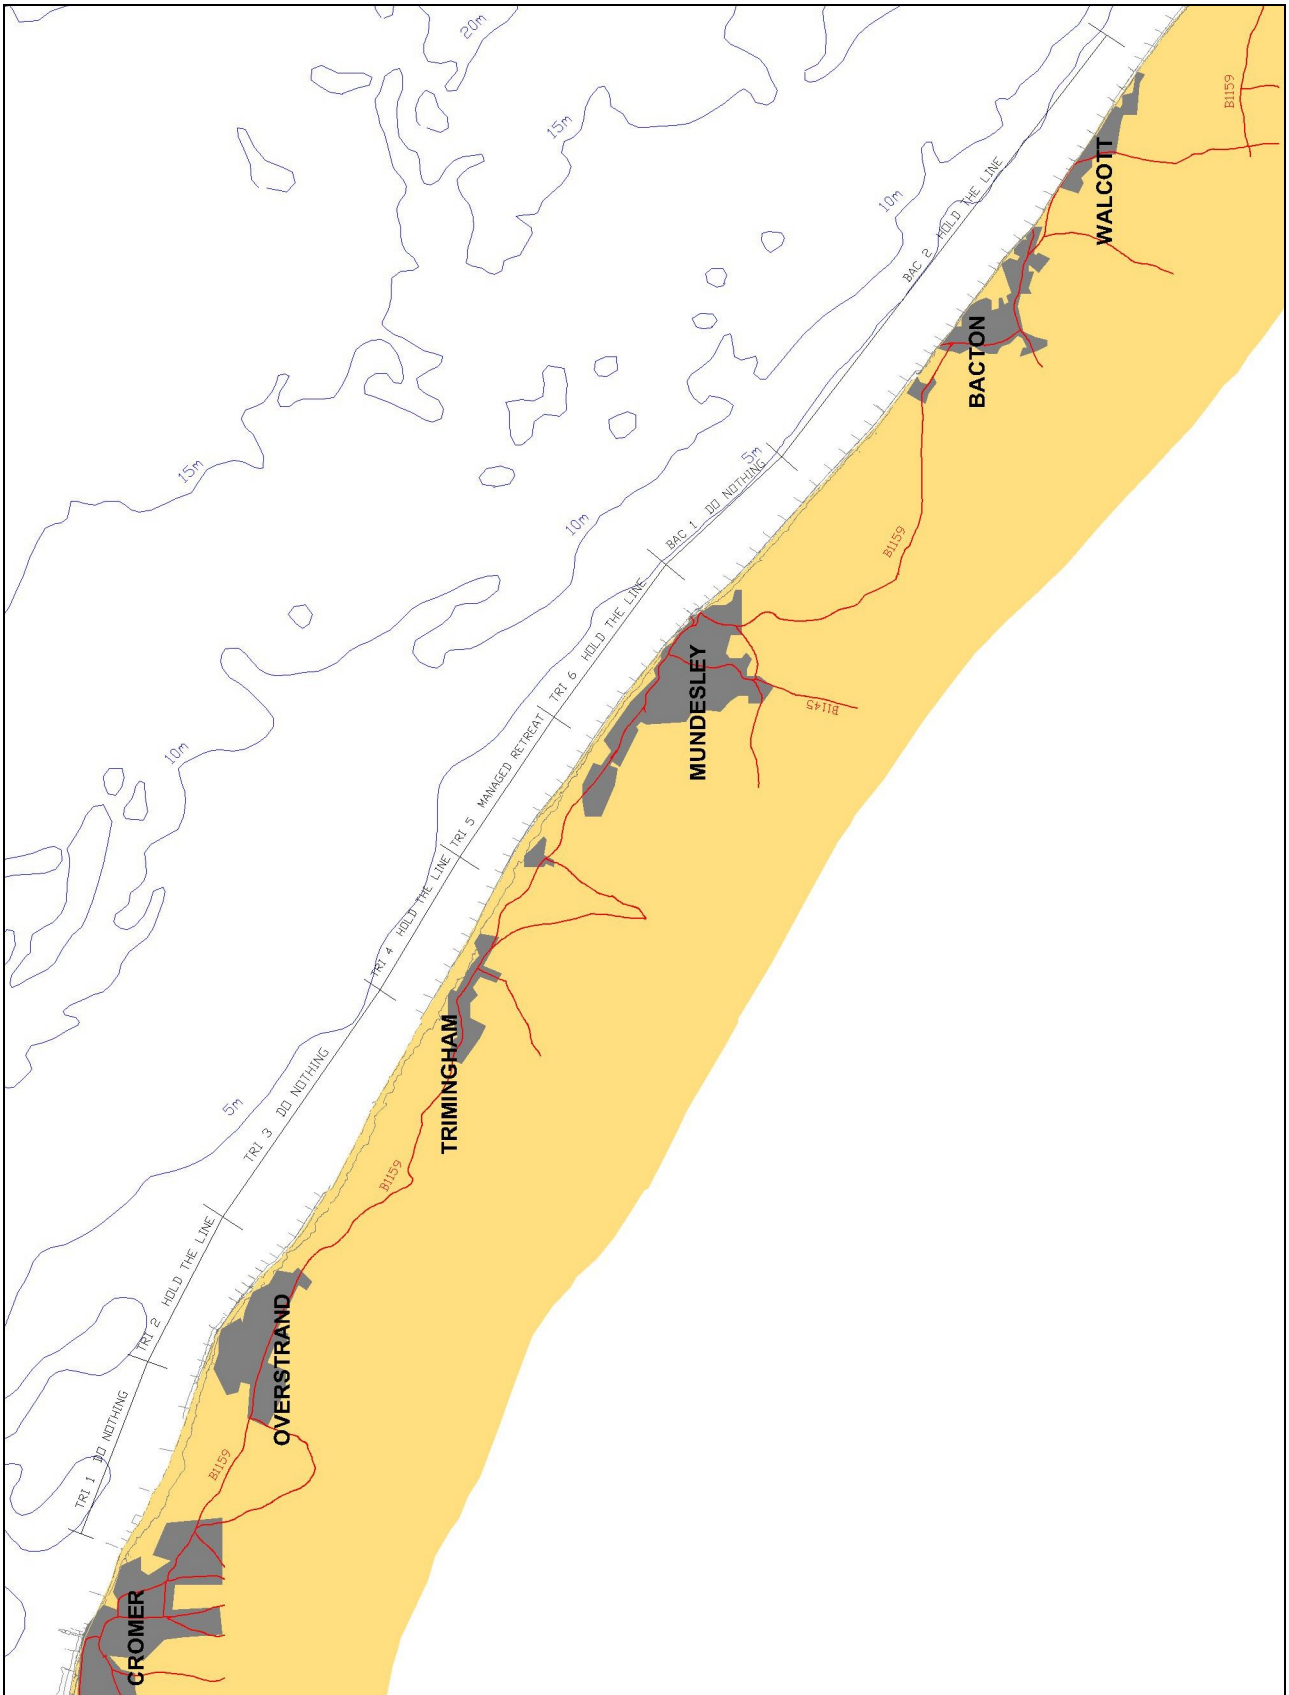 20m
15m
B1159
WALCOTT
10m
BAC 2 HOLD THE LINE
BACTON
15m
5m
BAC 1 DO NOTHING
10m
B1159
TRI 6 HOLD THE LINE
MUNDESLEY
B1145
10m
TRI 5 MANAGED RETREAT
TRI 4 HOLD THE LINE
TRIMINGHAM
5m
TRI 3 DO NOTHING
B1159
TRI 2 HOLD THE LINE
OVERSTRAND
TRI 1 DO NOTHING
B1159
CROMER